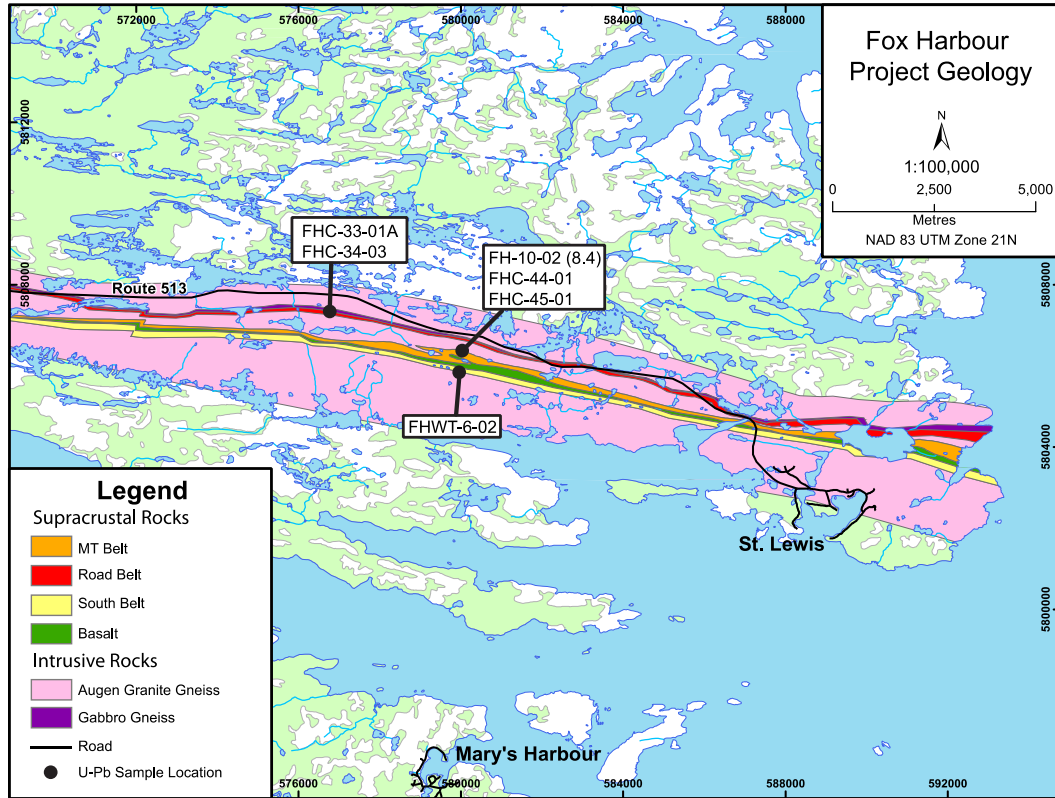 572000
576000
580000
584000
588000
Fox Harbour
Project Geology
N
1:100,000
0 2,500 5,000
Metres
NAD 83 UTM Zone 21N
5812000
5812000
FHC-33-01A
FHC-34-03
FH-10-02 (8.4)
FHC-44-01
FHC-45-01
5808000
5808000
Route 513
FHWT-6-02
5804000
St. Lewis
5800000
Legend
Supracrustal Rocks
MT Belt
Road Belt
South Belt
Basalt
Intrusive Rocks
Augen Granite Gneiss
Gabbro Gneiss
Road
U-Pb Sample Location
Mary's Harbour
576000
580000
584000
588000
592000